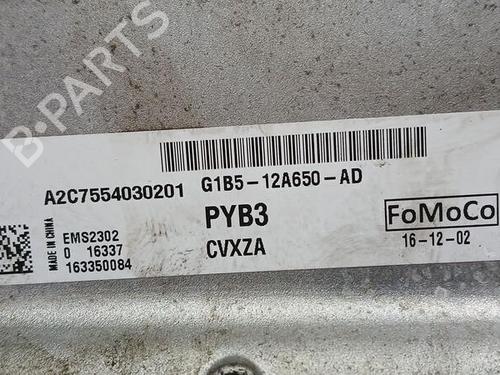 B-PARTS
A2C7554030201 G1B5-12A650-AD
PYB3
CVXZA
FoMoCo
16-12-02
MADE IN CHINA
EMS2302
0 16337
163350084